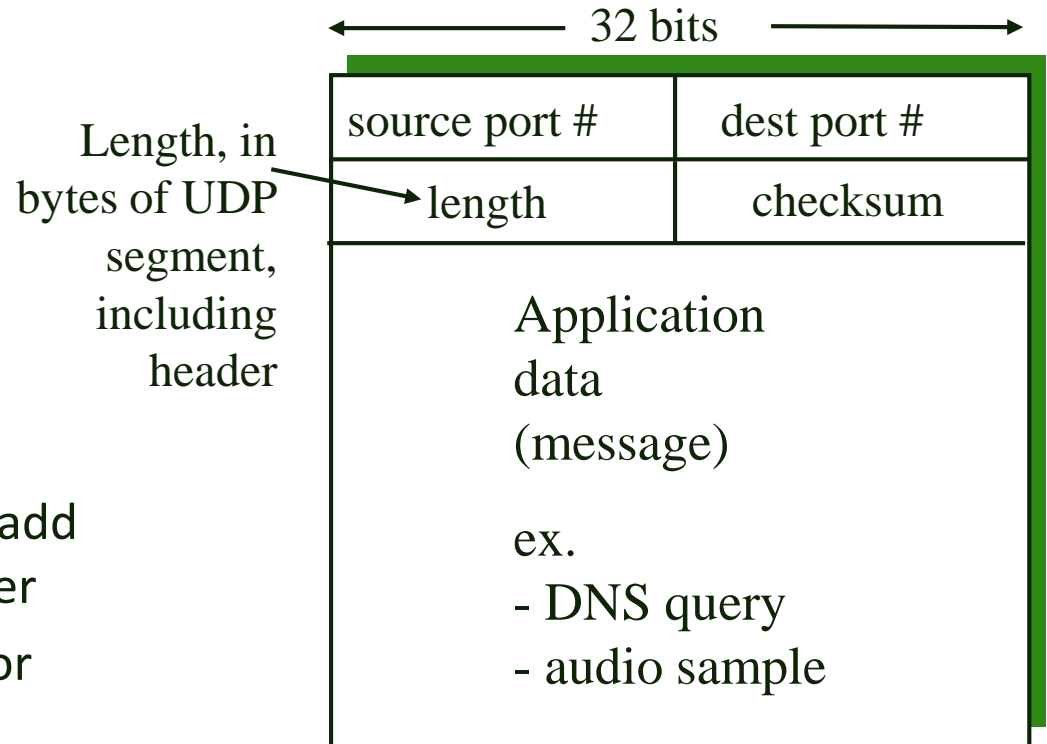 32 bits
source port #
dest port #
Length, in
bytes of UDP
segment,
including
header
length
checksum
Application
data
(message)
ex.
- DNS query
- audio sample
add
er
or